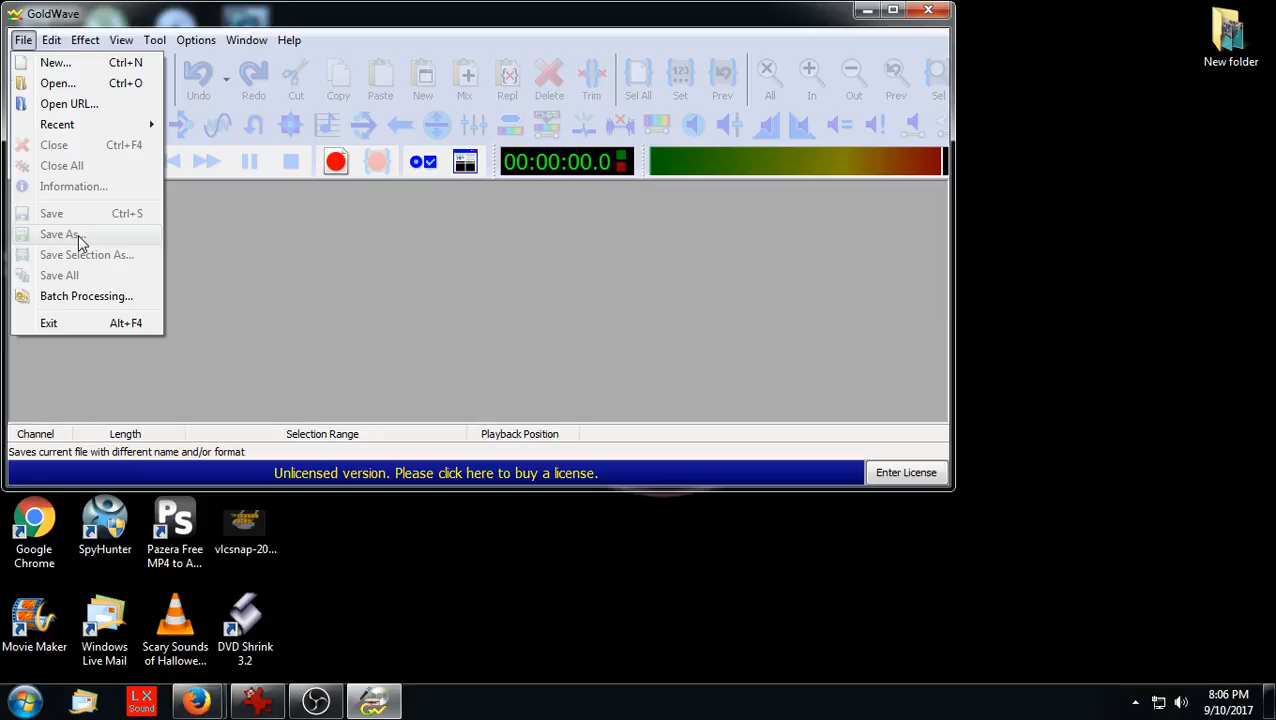 GoldWave
File Edit Effect View Tool Options Window Help
New... Ctrl+N
Open... Ctrl+O
Open URL...
Recent
Close Ctrl+F4
Close All
Information...
Save Ctrl+S
Save As...
Save Selection As...
Save All
Batch Processing...
Exit Alt+F4
Undo Redo Cut Copy Paste New Mix Repl Delete Trim Sel All Set Prev All In Out Prev Sel
123
00:00:00.0
Channel Length Selection Range Playback Position
Saves current file with different name and/or format
Unlicensed version. Please click here to buy a license.
Enter License
New folder
Google
Chrome
SpyHunter
Ps
Pazera Free
MP4 to A...
vlcsnap-20...
Movie Maker
Windows
Live Mail
Scary Sounds
of Hallowe...
DVD Shrink
3.2
LX
Sound
8:06 PM
9/10/2017